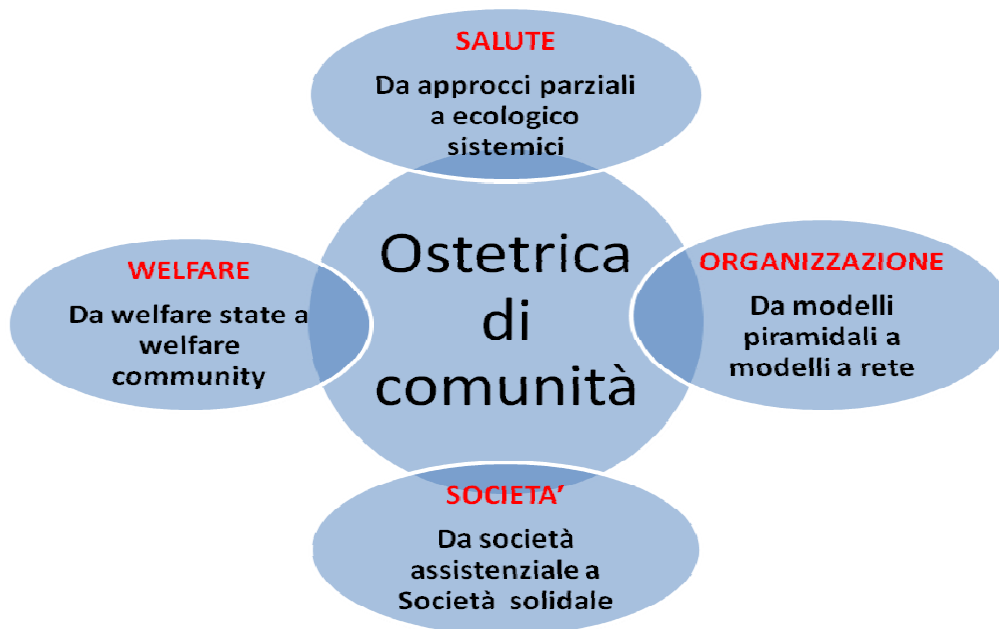 SALUTE
Da approcci parziali
a ecologico
sistemici
Ostetrica
di
comunità
WELFARE
Da welfare state a
welfare
community
ORGANIZZAZIONE
Da modelli
piramidali a
modelli a rete
SOCIETA'
Da società
assistenziale a
Società solidale